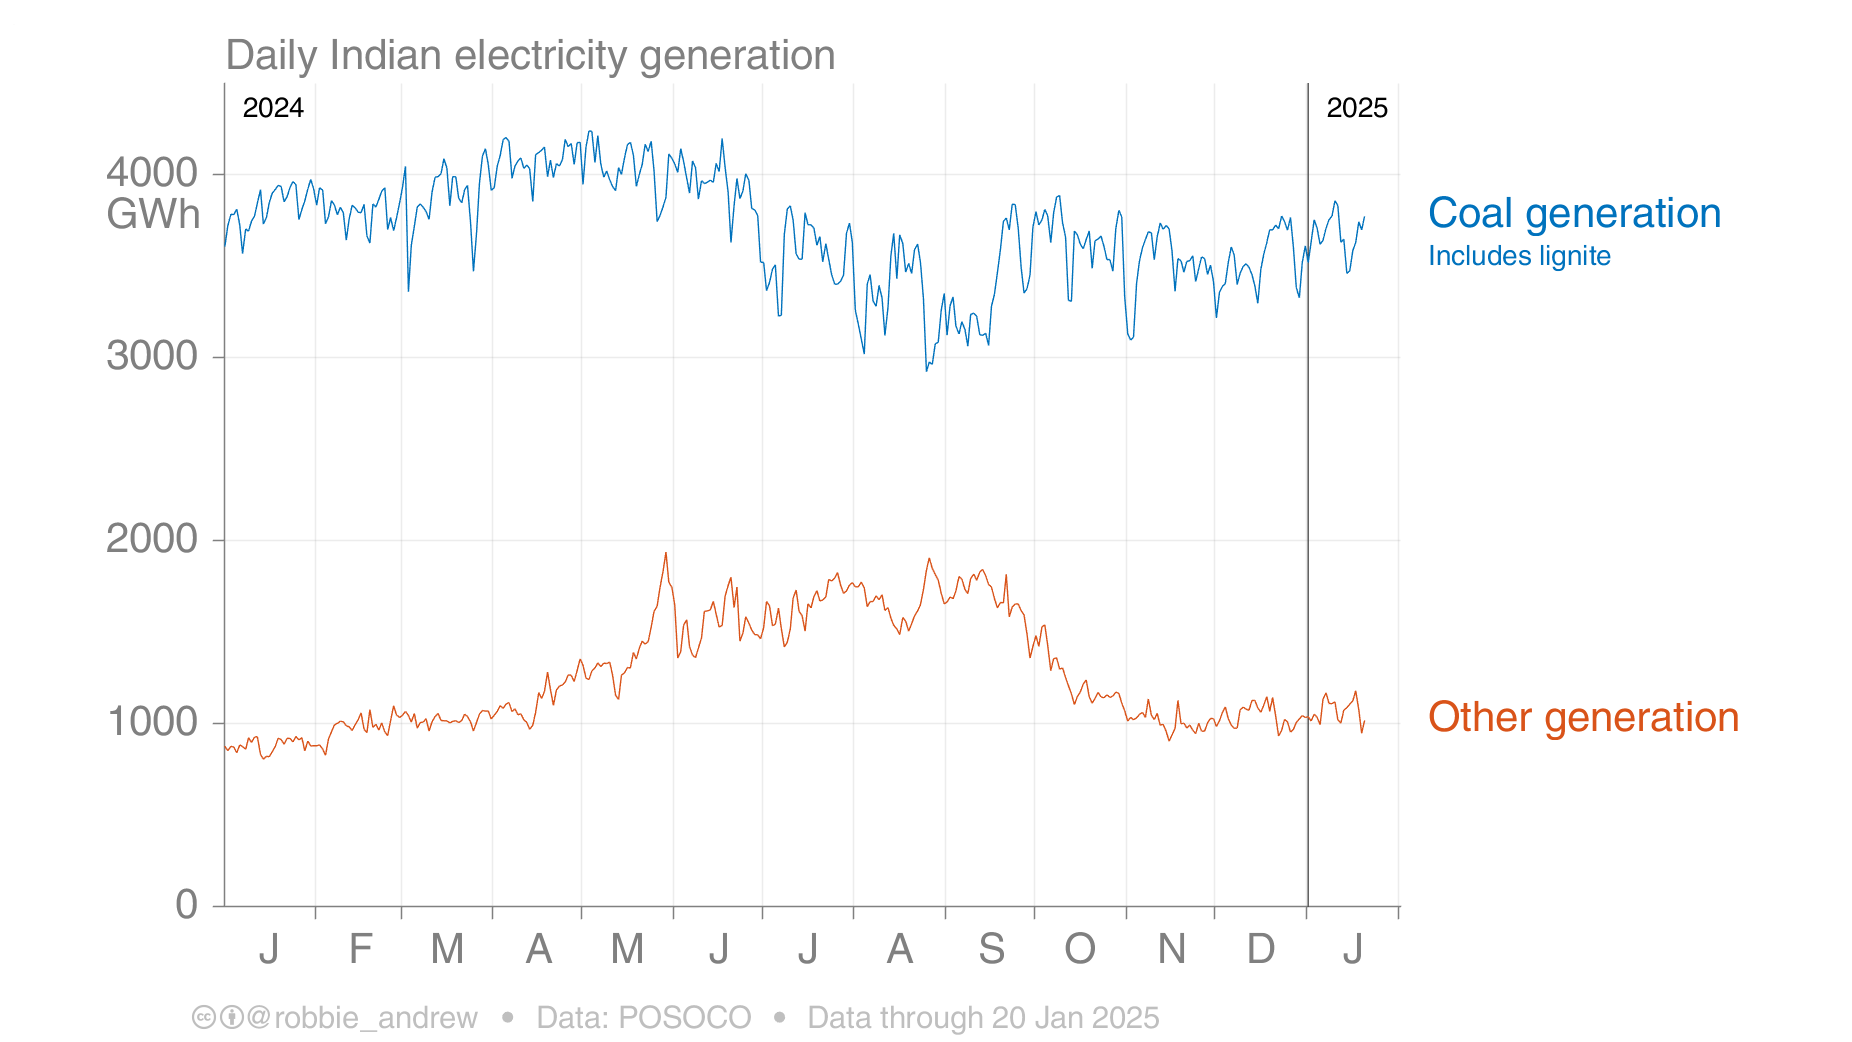 Daily Indian electricity generation
2024
2025
4000
GWh
3000
2000
1000
0
Coal generation
Includes lignite
Other generation
J F M A M J J A S O N D J
@robbie_andrew • Data: POSOCO • Data through 20 Jan 2025